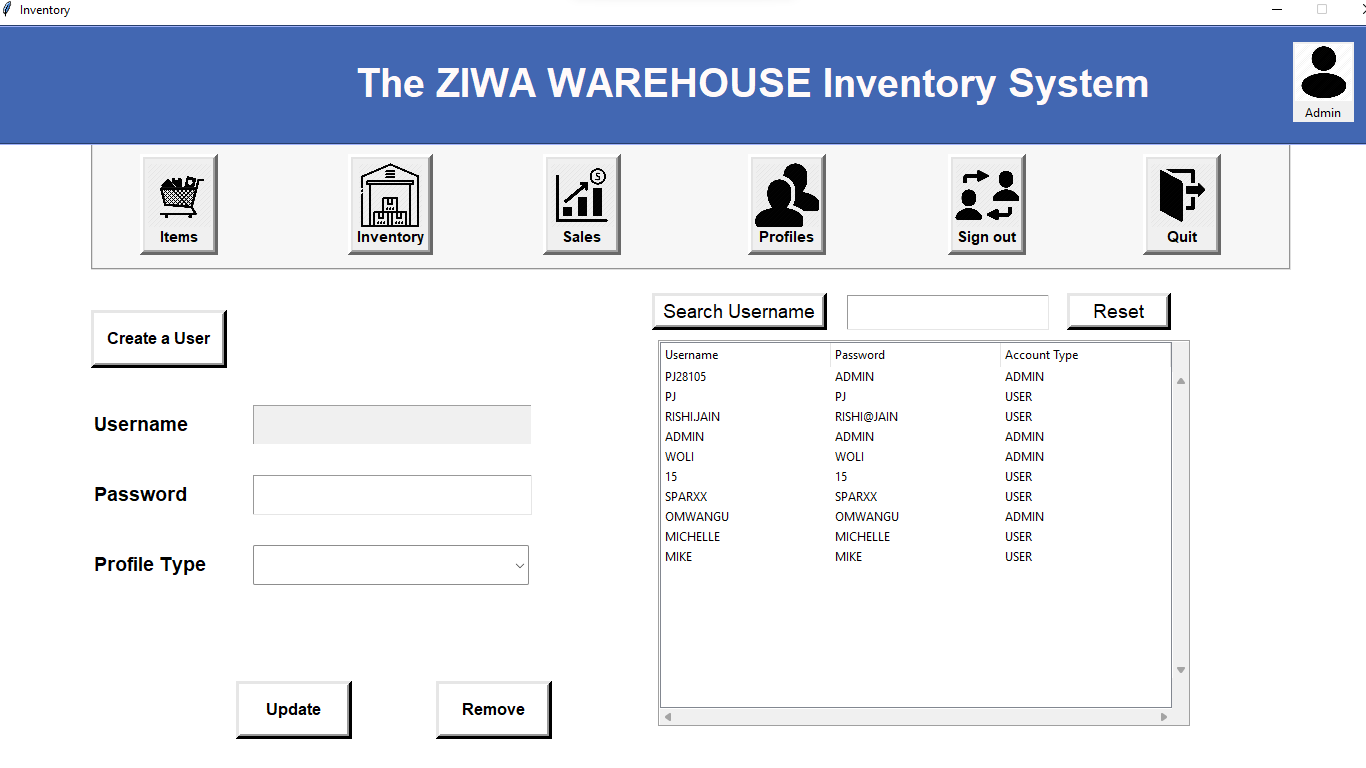 Inventory
The ZIWA WAREHOUSE Inventory System
Admin
Items Inventory Sales Profiles Sign out Quit
Create a User
Username
Password
Profile Type
Update Remove
Search Username Reset
Username Password Account Type
PJ28105 ADMIN ADMIN
PJ PJ USER
RISHI.JAIN RISHI@JAIN USER
ADMIN ADMIN ADMIN
WOLI WOLI ADMIN
15 15 USER
SPARXX SPARXX USER
OMWANGU OMWANGU ADMIN
MICHELLE MICHELLE USER
MIKE MIKE USER